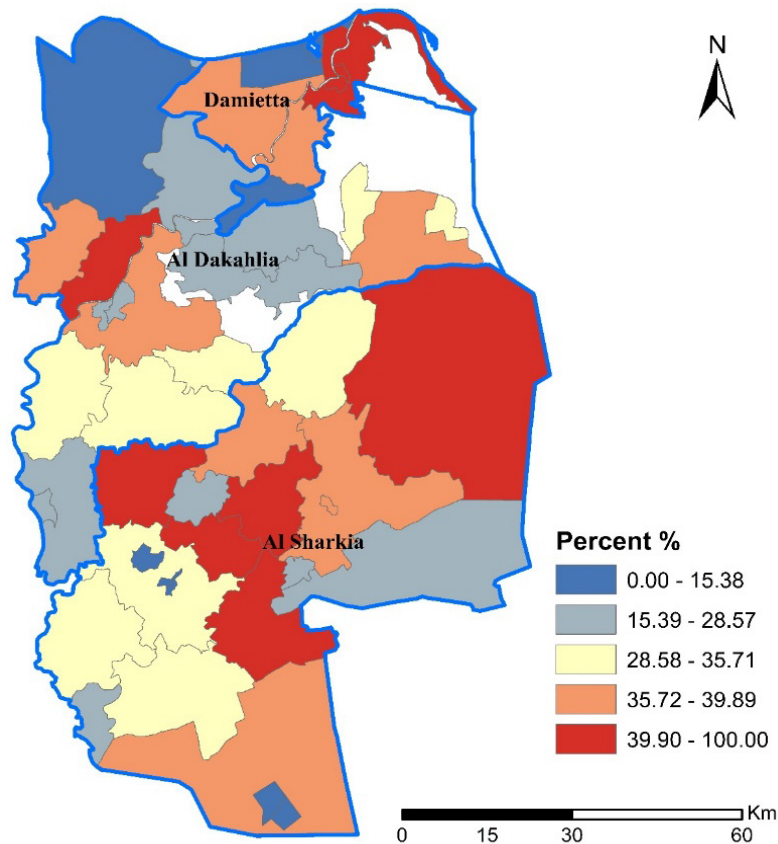 N
Damietta
Al Dakahlia
Al Sharkia
Percent %
0.00 - 15.38
15.39 - 28.57
28.58 - 35.71
35.72 - 39.89
39.90 - 100.00
Km
0 15 30 60